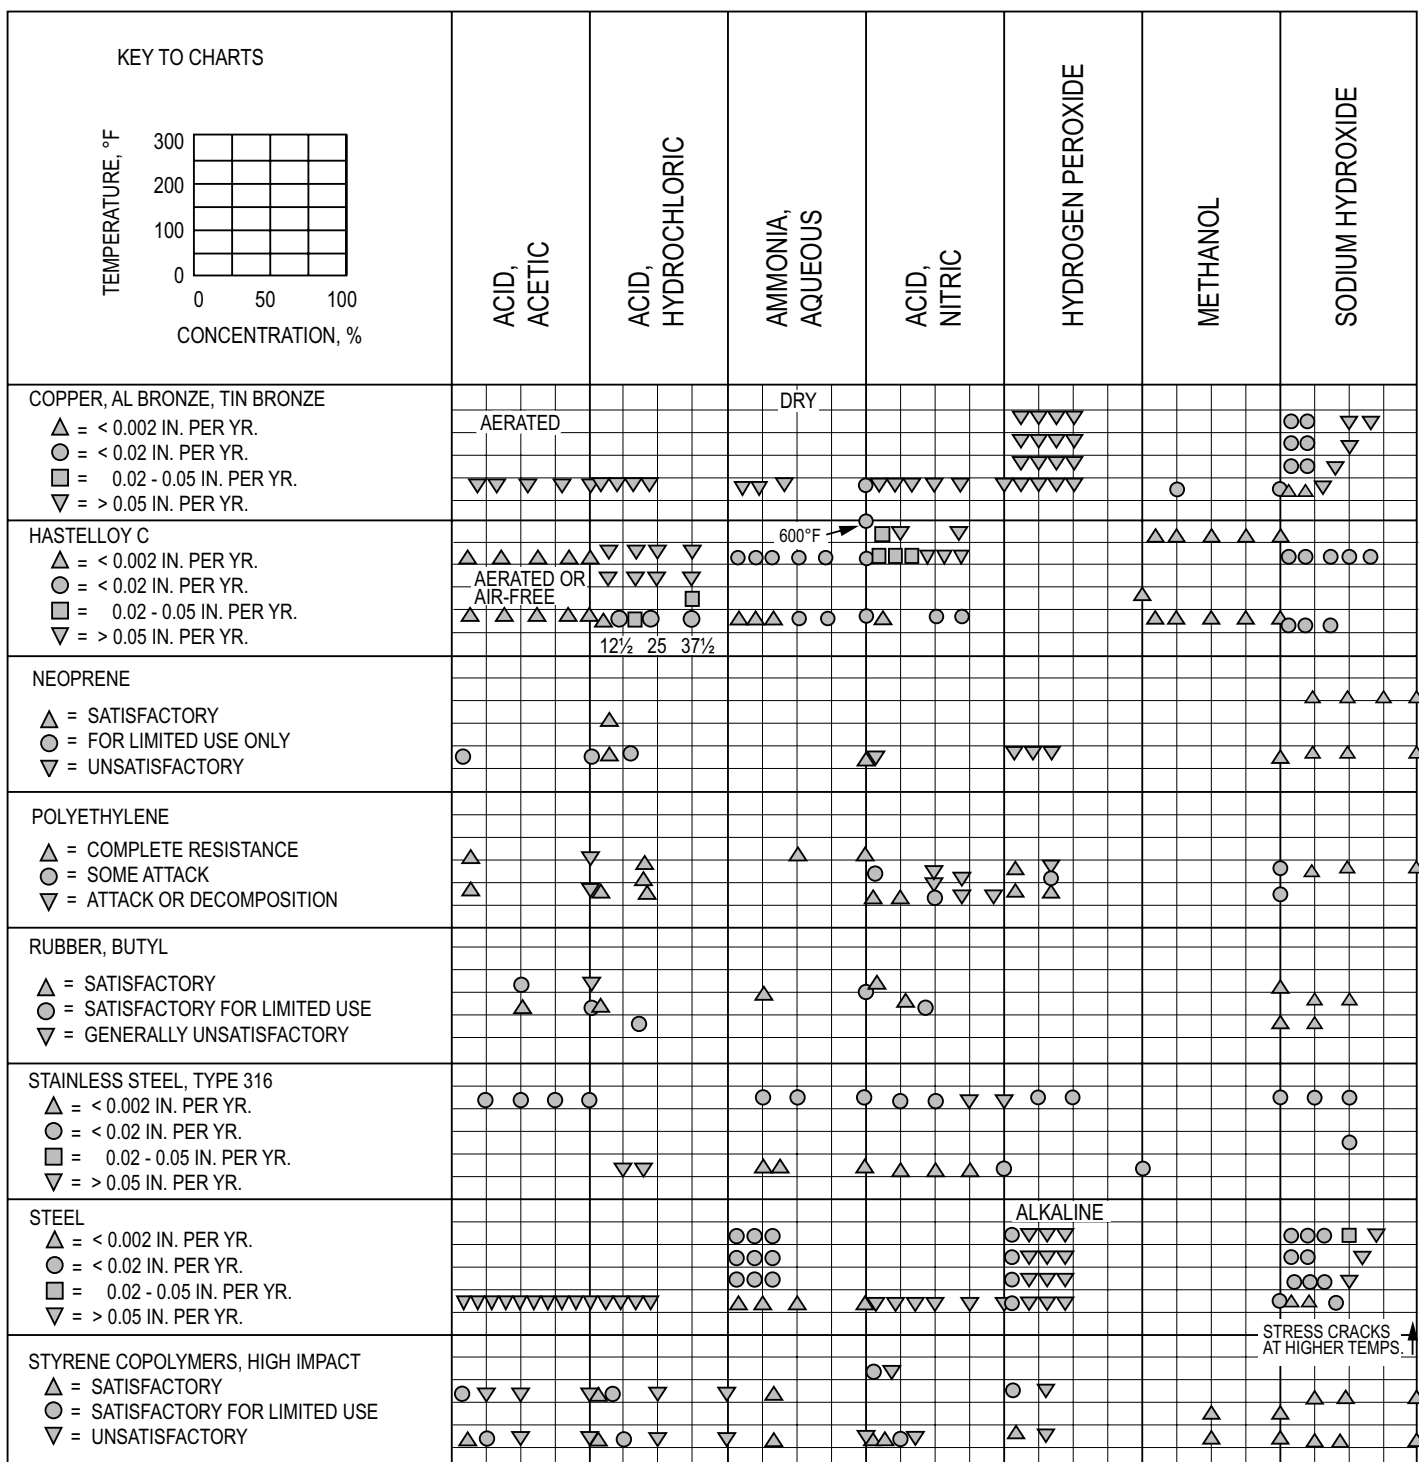 KEY TO CHARTS
TEMPERATURE, °F
300
200
100
0
0 50 100
CONCENTRATION, %
ACID,
ACETIC
ACID,
HYDROCHLORIC
AMMONIA,
AQUEOUS
ACID,
NITRIC
HYDROGEN PEROXIDE
METHANOL
SODIUM HYDROXIDE
COPPER, AL BRONZE, TIN BRONZE
= < 0.002 IN. PER YR.
= < 0.02 IN. PER YR.
= 0.02 - 0.05 IN. PER YR.
= > 0.05 IN. PER YR.
AERATED
DRY
HASTELLOY C
= < 0.002 IN. PER YR.
= < 0.02 IN. PER YR.
= 0.02 - 0.05 IN. PER YR.
= > 0.05 IN. PER YR.
AERATED OR
AIR-FREE
600°F
12½ 25 37½
NEOPRENE
= SATISFACTORY
= FOR LIMITED USE ONLY
= UNSATISFACTORY
POLYETHYLENE
= COMPLETE RESISTANCE
= SOME ATTACK
= ATTACK OR DECOMPOSITION
RUBBER, BUTYL
= SATISFACTORY
= SATISFACTORY FOR LIMITED USE
= GENERALLY UNSATISFACTORY
STAINLESS STEEL, TYPE 316
= < 0.002 IN. PER YR.
= < 0.02 IN. PER YR.
= 0.02 - 0.05 IN. PER YR.
= > 0.05 IN. PER YR.
STEEL
= < 0.002 IN. PER YR.
= < 0.02 IN. PER YR.
= 0.02 - 0.05 IN. PER YR.
= > 0.05 IN. PER YR.
ALKALINE
STRESS CRACKS
AT HIGHER TEMPS.
STYRENE COPOLYMERS, HIGH IMPACT
= SATISFACTORY
= SATISFACTORY FOR LIMITED USE
= UNSATISFACTORY